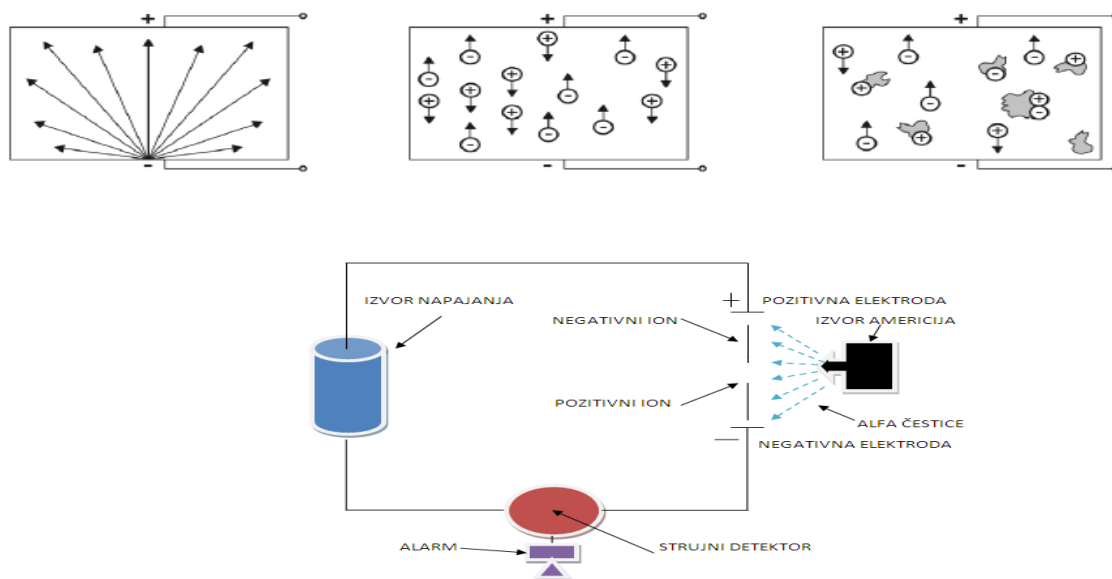 + + +
- - -
IZVOR NAPAJANJA
+ POZITIVNA ELEKTRODA
NEGATIVNI ION
IZVOR AMERICIJA
POZITIVNI ION
ALFA ČESTICE
— NEGATIVNA ELEKTRODA
ALARM
STRUJNI DETEKTOR